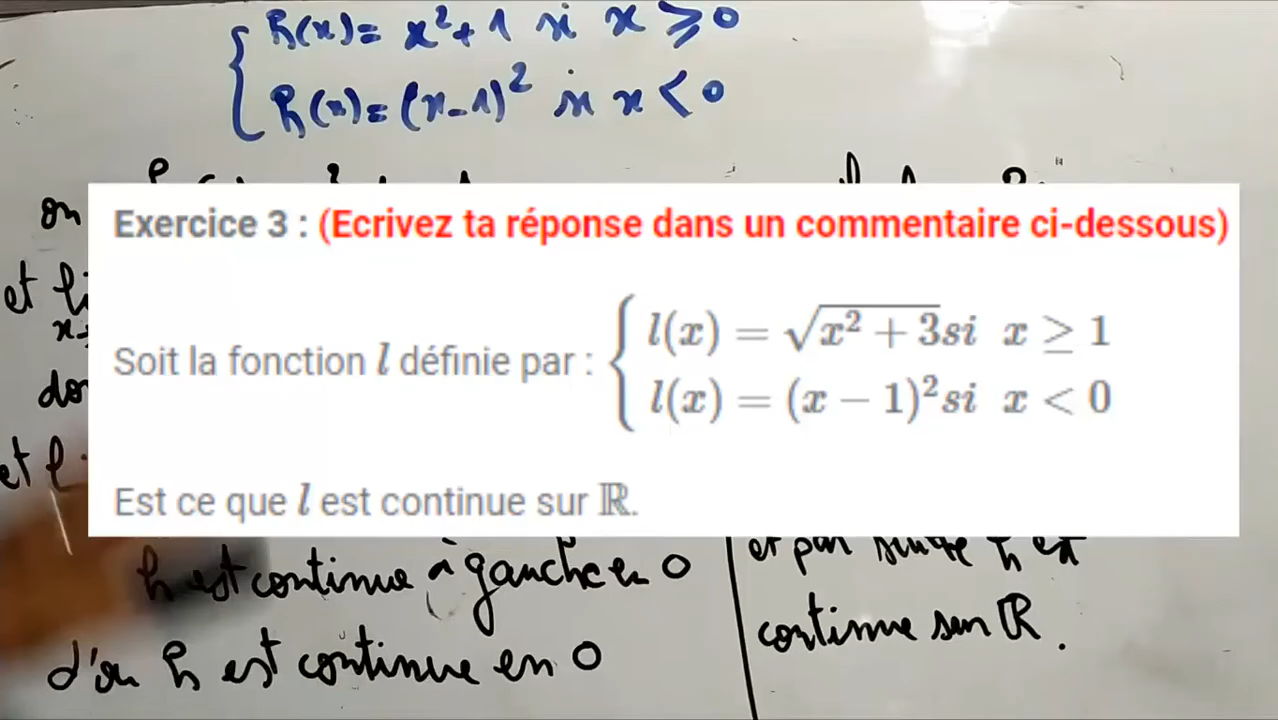 h(x)= x²+1 si x ≥0
h(x)= (x-1)² si x < 0
on
et
Exercice 3 : (Ecrivez ta réponse dans un commentaire ci-dessous)
Soit la fonction l définie par :
l(x) = √(x² + 3) si x ≥ 1
l(x) = (x − 1)² si x < 0
Est ce que l est continue sur ℝ.
h est continue à gauche en 0
d'où h est continue en 0
et par suite h est
continue sur ℝ.